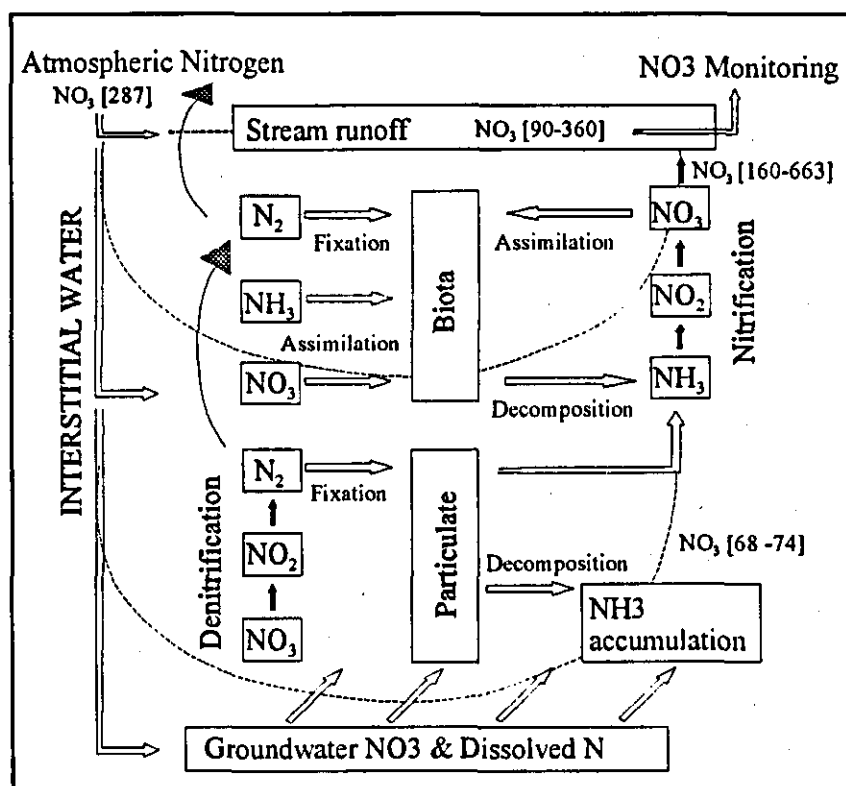 Atmospheric Nitrogen
NO3 Monitoring
NO₃ [287]
Stream runoff NO₃ [90-360]
NO₃ [160-663]
N₂
Fixation
Biota
Assimilation
NO₃
NH₃
Assimilation
NO₂
Nitrification
NO₃
Decomposition
NH₃
INTERSTITIAL WATER
N₂
Fixation
Particulate
Denitrification
NO₂
Decomposition
NO₃ [68 -74]
NO₃
NH3
accumulation
Groundwater NO3 & Dissolved N